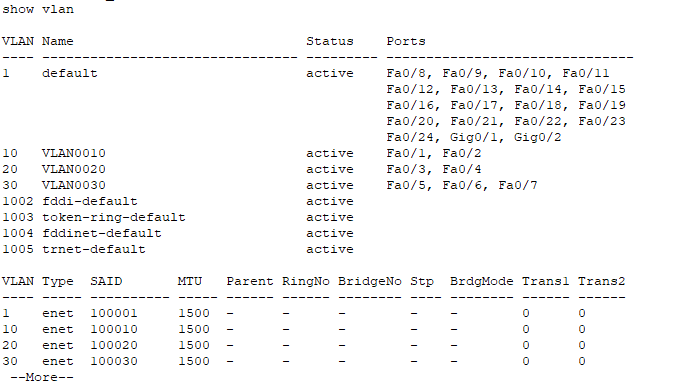 show vlan
VLAN Name                             Status    Ports
---- -------------------------------- --------- -------------------------------
1    default                          active    Fa0/8, Fa0/9, Fa0/10, Fa0/11
                                                Fa0/12, Fa0/13, Fa0/14, Fa0/15
                                                Fa0/16, Fa0/17, Fa0/18, Fa0/19
                                                Fa0/20, Fa0/21, Fa0/22, Fa0/23
                                                Fa0/24, Gig0/1, Gig0/2
10   VLAN0010                         active    Fa0/1, Fa0/2
20   VLAN0020                         active    Fa0/3, Fa0/4
30   VLAN0030                         active    Fa0/5, Fa0/6, Fa0/7
1002 fddi-default                     active
1003 token-ring-default               active
1004 fddinet-default                  active
1005 trnet-default                    active
VLAN Type  SAID       MTU   Parent RingNo BridgeNo Stp  BrdgMode Trans1 Trans2
---- ----- ---------- ----- ------ ------ -------- ---- -------- ------ ------
1    enet  100001     1500  -      -      -        -    -        0      0
10   enet  100010     1500  -      -      -        -    -        0      0
20   enet  100020     1500  -      -      -        -    -        0      0
30   enet  100030     1500  -      -      -        -    -        0      0
 --More--